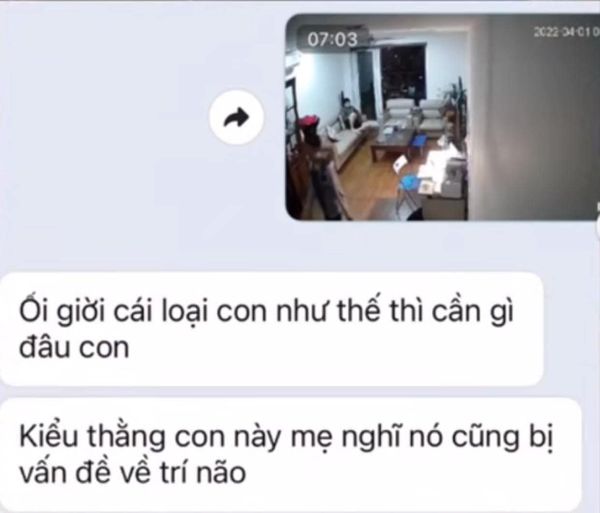 07:03
2022-04-01 0
Ối giời cái loại con như thế thì cần gì
đâu con
Kiểu thằng con này mẹ nghĩ nó cũng bị
vấn đề về trí não